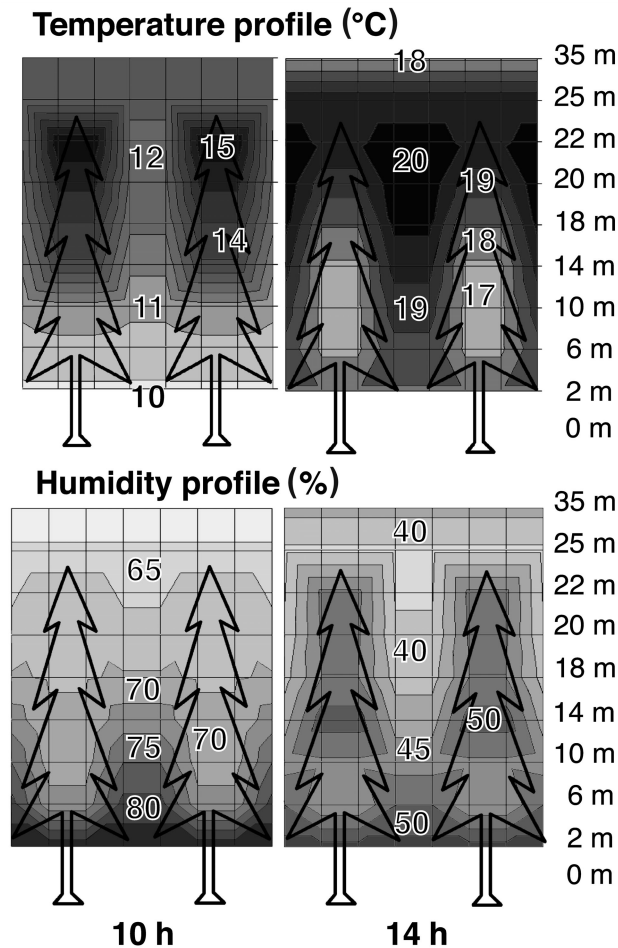 Temperature profile (°C)
18
35 m
25 m
12
15
20
22 m
19
20 m
14
18
18 m
14 m
11
19
17
10 m
6 m
10
2 m
0 m
Humidity profile (%)
40
35 m
65
25 m
22 m
40
20 m
18 m
70
50
14 m
75
70
45
10 m
80
50
6 m
2 m
0 m
10 h
14 h